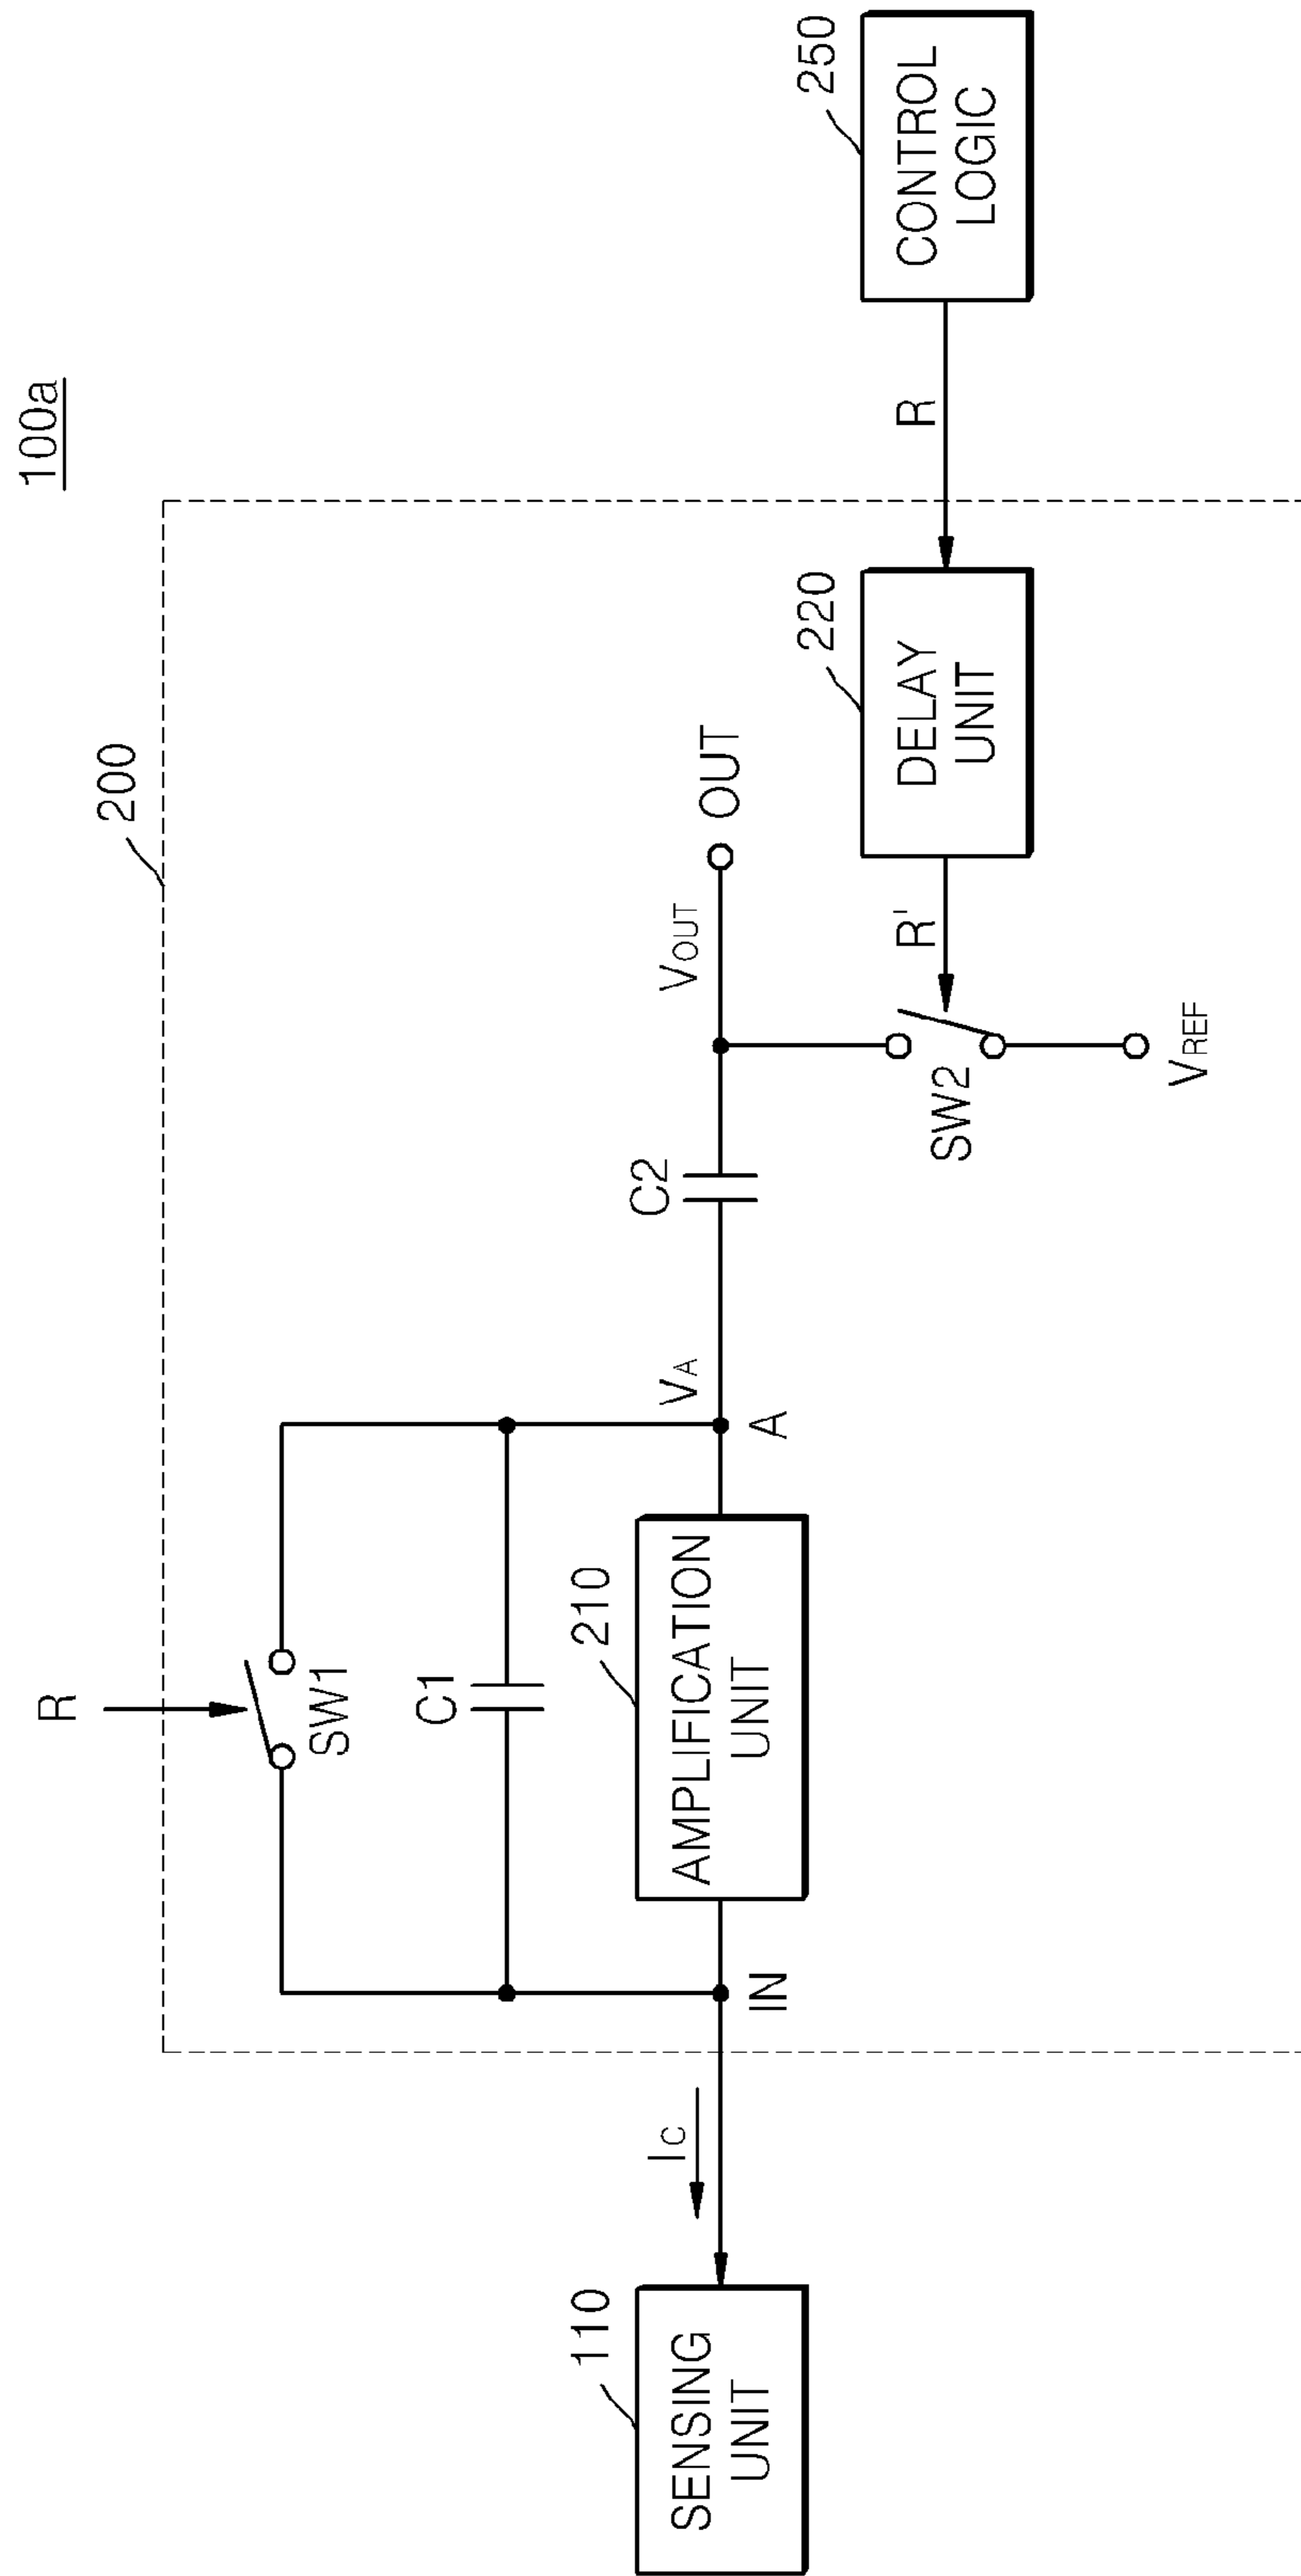 100a
200
R
SW1
C1
210
AMPLIFICATION
UNIT
110
SENSING
UNIT
IC
IN
VA
A
C2
VOUT
OUT
SW2
VREF
R'
220
DELAY
UNIT
R
250
CONTROL
LOGIC